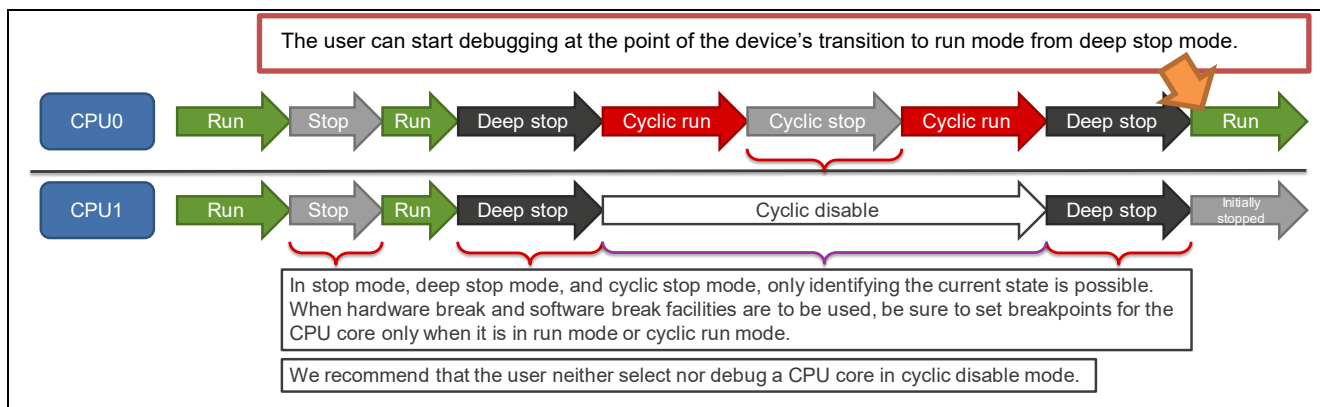 The user can start debugging at the point of the device's transition to run mode from deep stop mode.
CPU0
Run
Stop
Run
Deep stop
Cyclic run
Cyclic stop
Cyclic run
Deep stop
Run
CPU1
Run
Stop
Run
Deep stop
Cyclic disable
Deep stop
Initially
stopped
In stop mode, deep stop mode, and cyclic stop mode, only identifying the current state is possible.
When hardware break and software break facilities are to be used, be sure to set breakpoints for the
CPU core only when it is in run mode or cyclic run mode.
We recommend that the user neither select nor debug a CPU core in cyclic disable mode.